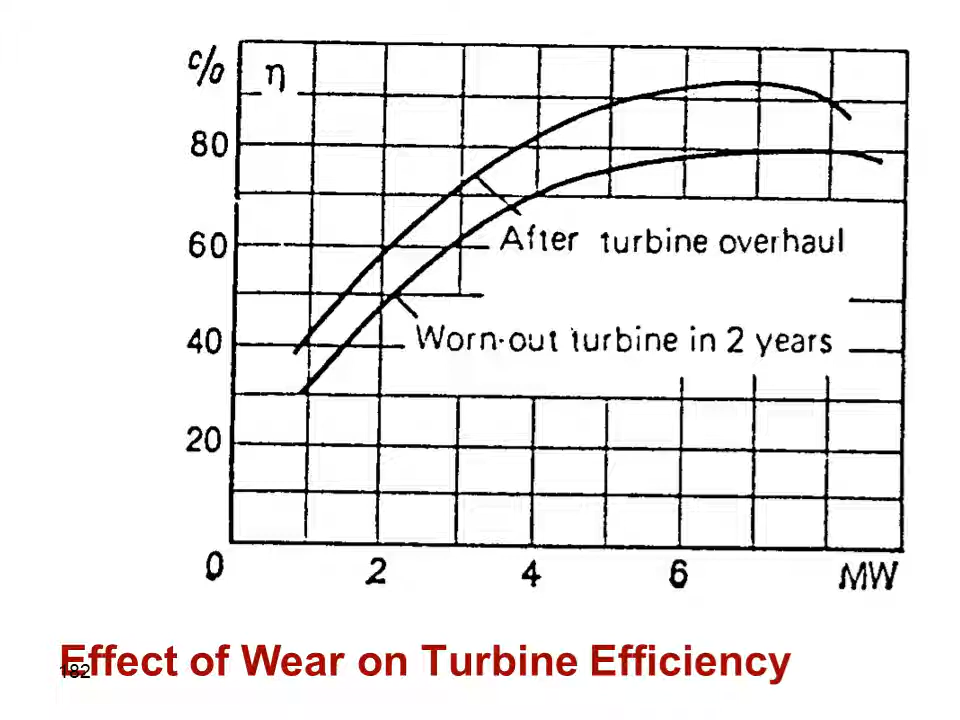 % η
80
60
After turbine overhaul
40
Worn-out turbine in 2 years
20
0 2 4 6 MW
Effect of Wear on Turbine Efficiency
182